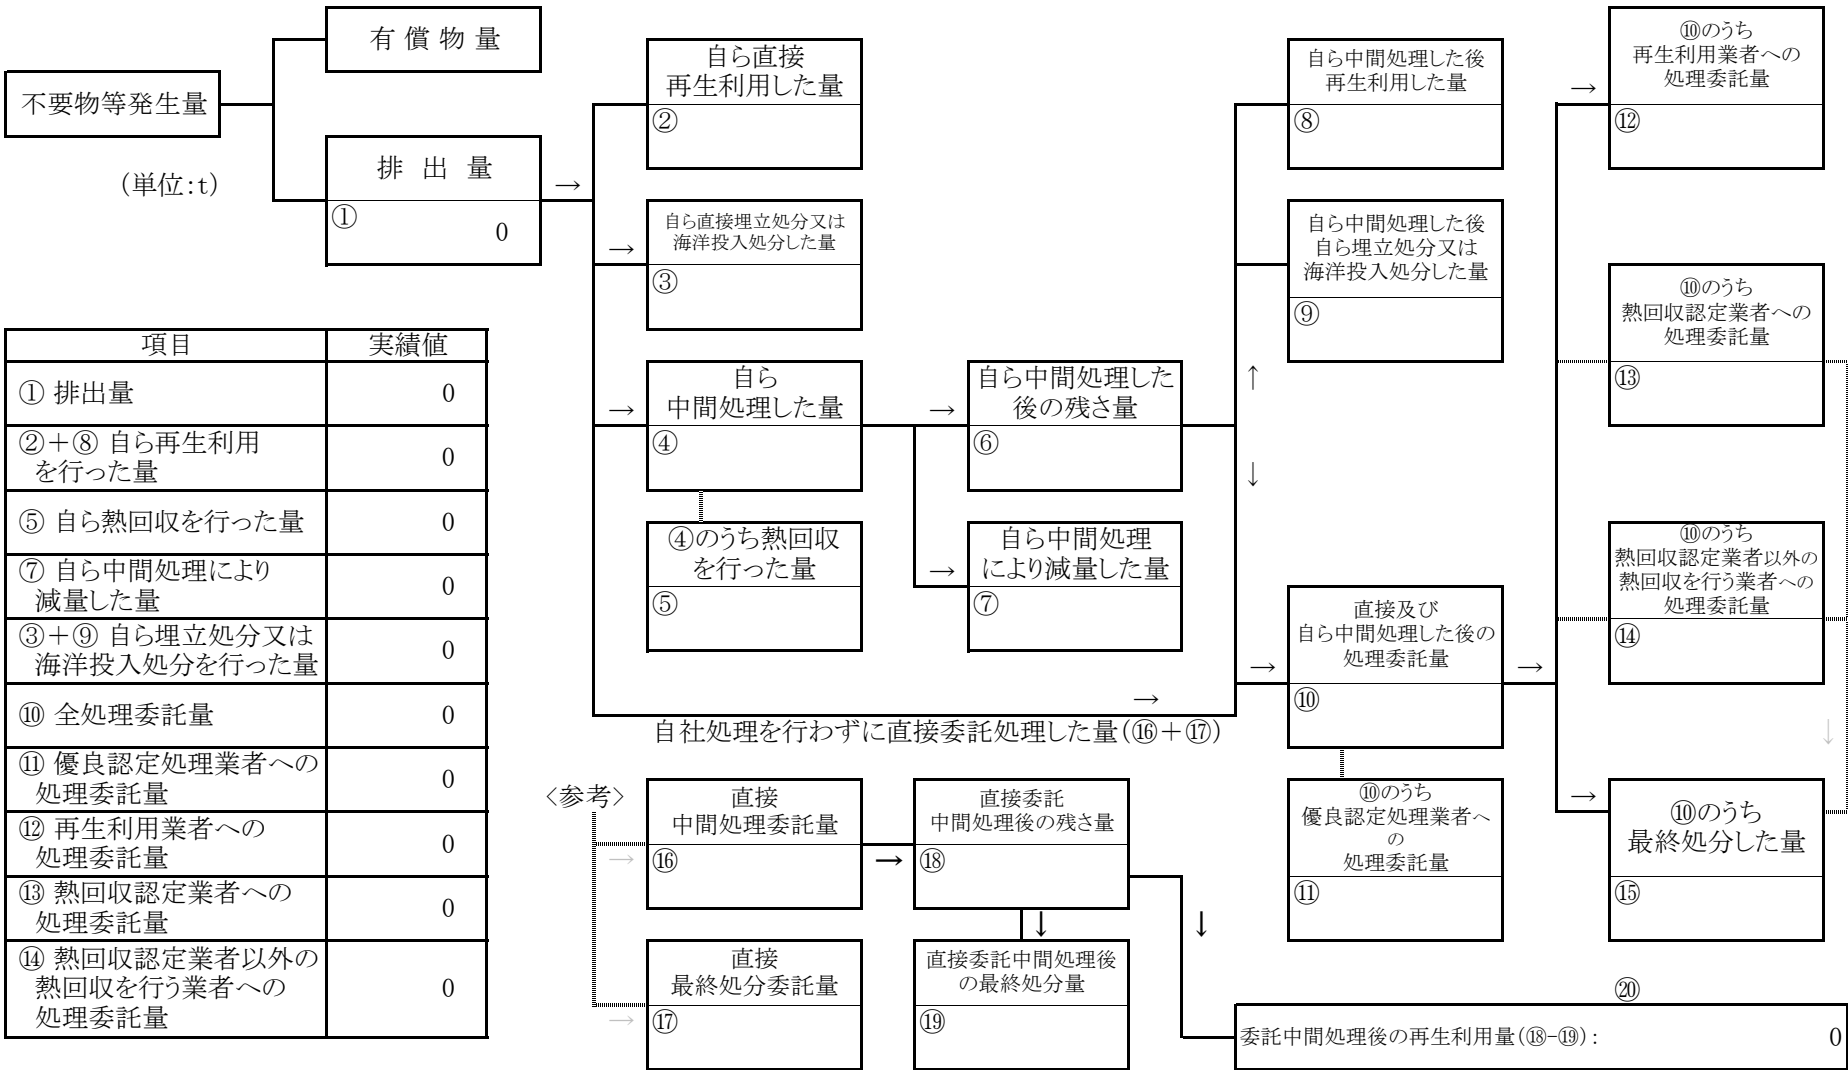 有 償 物 量
不要物等発生量
(単位:t)
排 出 量
①
0
→
自ら直接
再生利用した量
②
→
自ら直接埋立処分又は
海洋投入処分した量
③
→
自ら
中間処理した量
④
④のうち熱回収
を行った量
⑤
→
自ら中間処理した
後の残さ量
⑥
→
自ら中間処理
により減量した量
⑦
自ら中間処理した後
再生利用した量
⑧
自ら中間処理した後
自ら埋立処分又は
海洋投入処分した量
⑨
↑
↓
→
直接及び
自ら中間処理した後の
処理委託量
⑩
→
自社処理を行わずに直接委託処理した量(⑯+⑰)
⑩のうち
優良認定処理業者へ
の
処理委託量
⑪
→
→
⑩のうち
再生利用業者への
処理委託量
⑫
⑩のうち
熱回収認定業者への
処理委託量
⑬
⑩のうち
熱回収認定業者以外の
熱回収を行う業者への
処理委託量
⑭
↓
→
⑩のうち
最終処分した量
⑮
項目 実績値
① 排出量 0
②+⑧ 自ら再生利用
を行った量 0
⑤ 自ら熱回収を行った量 0
⑦ 自ら中間処理により
減量した量 0
③+⑨ 自ら埋立処分又は
海洋投入処分を行った量 0
⑩ 全処理委託量 0
⑪ 優良認定処理業者への
処理委託量 0
⑫ 再生利用業者への
処理委託量 0
⑬ 熱回収認定業者への
処理委託量 0
⑭ 熱回収認定業者以外の
熱回収を行う業者への
処理委託量 0
<参考>
→
直接
中間処理委託量
⑯
→
直接委託
中間処理後の残さ量
⑱
↓
↓
→
直接
最終処分委託量
⑰
直接委託中間処理後
の最終処分量
⑲
⑳
委託中間処理後の再生利用量(⑱-⑲): 0